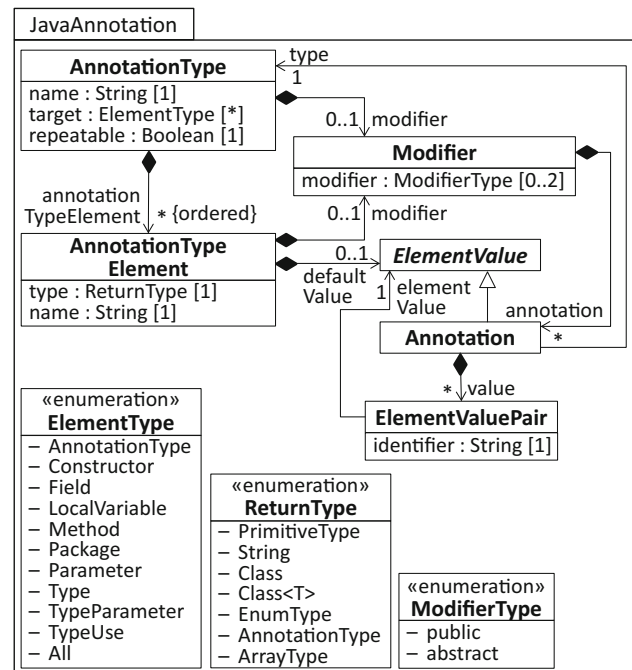 JavaAnnotation
AnnotationType
name : String [1]
target : ElementType [*]
repeatable : Boolean [1]
type
1
0..1 modifier
Modifier
modifier : ModifierType [0..2]
annotation
TypeElement
* {ordered}
0..1 modifier
AnnotationType
Element
type : ReturnType [1]
name : String [1]
0..1
default
Value
ElementValue
1 element
Value
annotation
*
Annotation
* value
ElementValuePair
identifier : String [1]
«enumeration»
ElementType
– AnnotationType
– Constructor
– Field
– LocalVariable
– Method
– Package
– Parameter
– Type
– TypeParameter
– TypeUse
– All
«enumeration»
ReturnType
– PrimitiveType
– String
– Class
– Class<T>
– EnumType
– AnnotationType
– ArrayType
«enumeration»
ModifierType
– public
– abstract